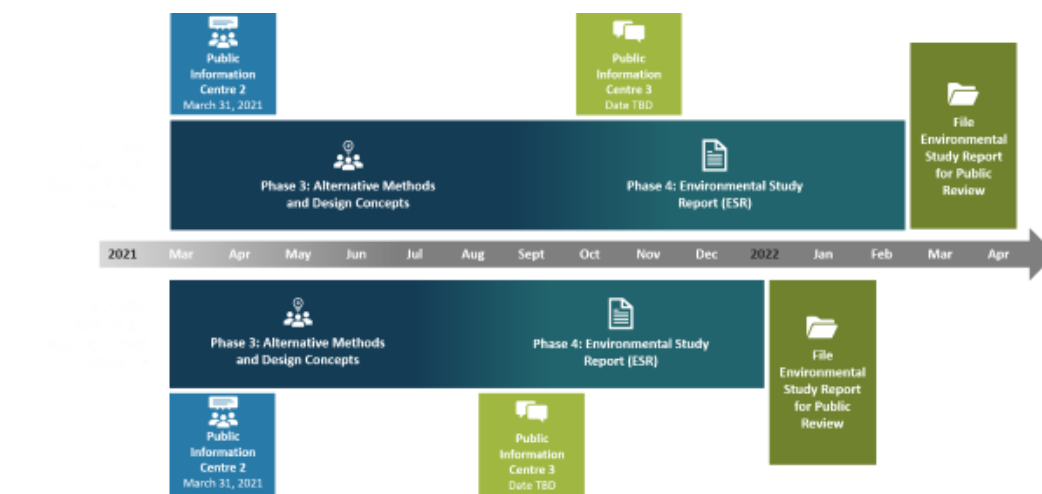 Public
Information
Centre 2
March 31, 2021
Public
Information
Centre 3
Date TBD
File
Environmental
Study Report
for Public
Review
Phase 3: Alternative Methods
and Design Concepts
Phase 4: Environmental Study
Report (ESR)
2021 Mar Apr May Jun Jul Aug Sept Oct Nov Dec 2022 Jan Feb Mar Apr
Phase 3: Alternative Methods
and Design Concepts
Phase 4: Environmental Study
Report (ESR)
File
Environmental
Study Report
for Public
Review
Public
Information
Centre 2
March 31, 2021
Public
Information
Centre 3
Date TBD